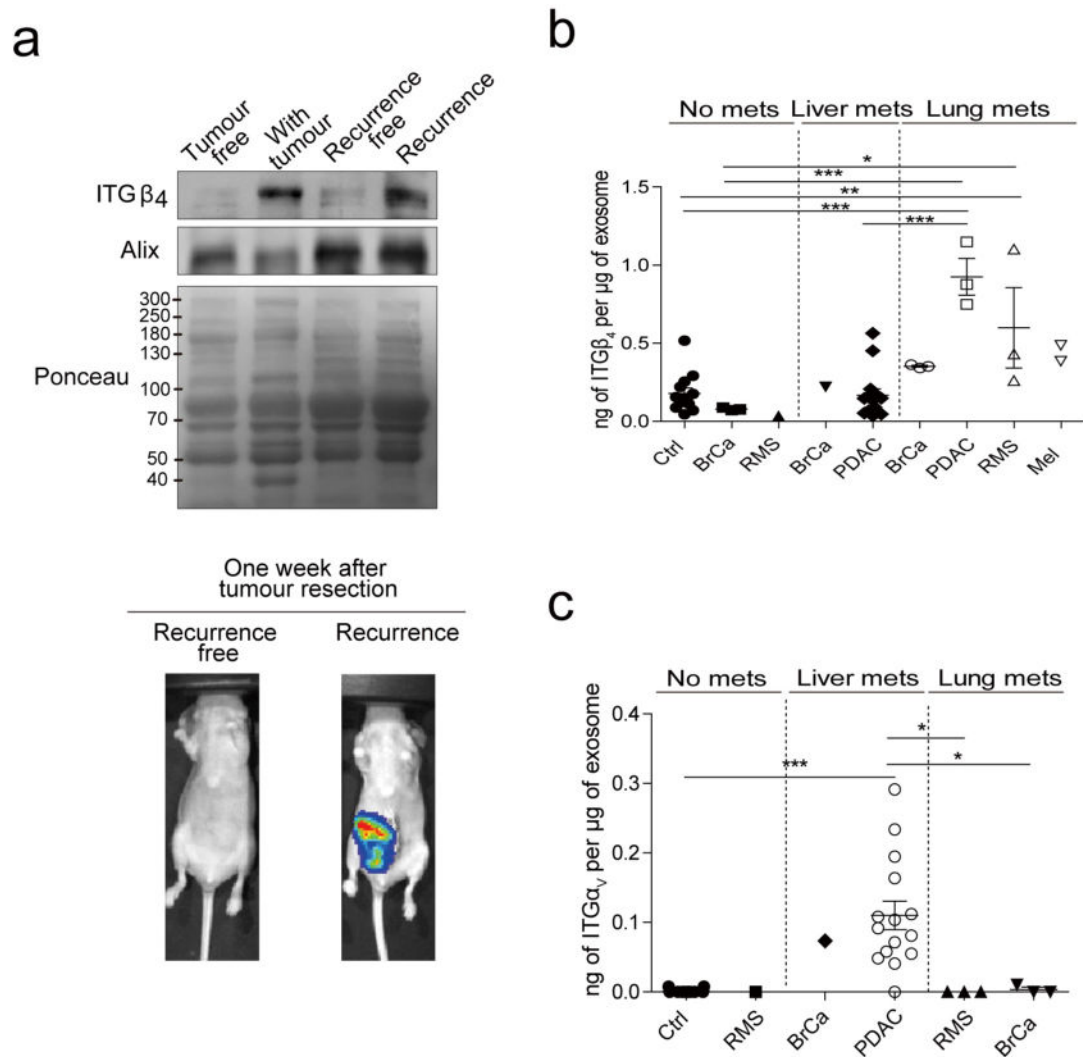 a
Tumour
free
With
tumour
Recurrence
free
Recurrence
ITGβ4
Alix
Ponceau
300
250
180
130
100
70
50
40
One week after
tumour resection
Recurrence
free
Recurrence
b
No mets
Liver mets
Lung mets
*
***
**
***
***
ng of ITGβ4 per µg of exosome
1.5
1.0
0.5
0.0
Ctrl
BrCa
RMS
BrCa
PDAC
BrCa
PDAC
RMS
Mel
c
No mets
Liver mets
Lung mets
*
*
***
ng of ITGαv per µg of exosome
0.4
0.3
0.2
0.1
0.0
Ctrl
RMS
BrCa
PDAC
RMS
BrCa